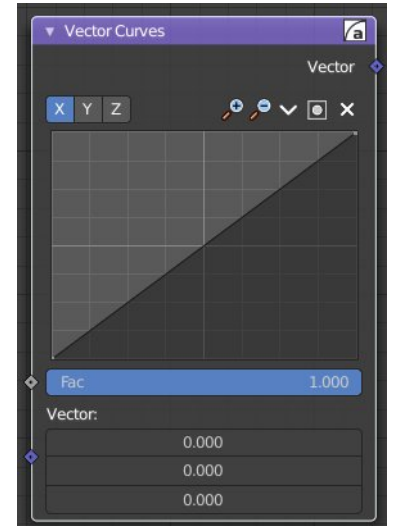 Vector Curves
a
Vector
X Y Z
Fac 1.000
Vector:
0.000
0.000
0.000